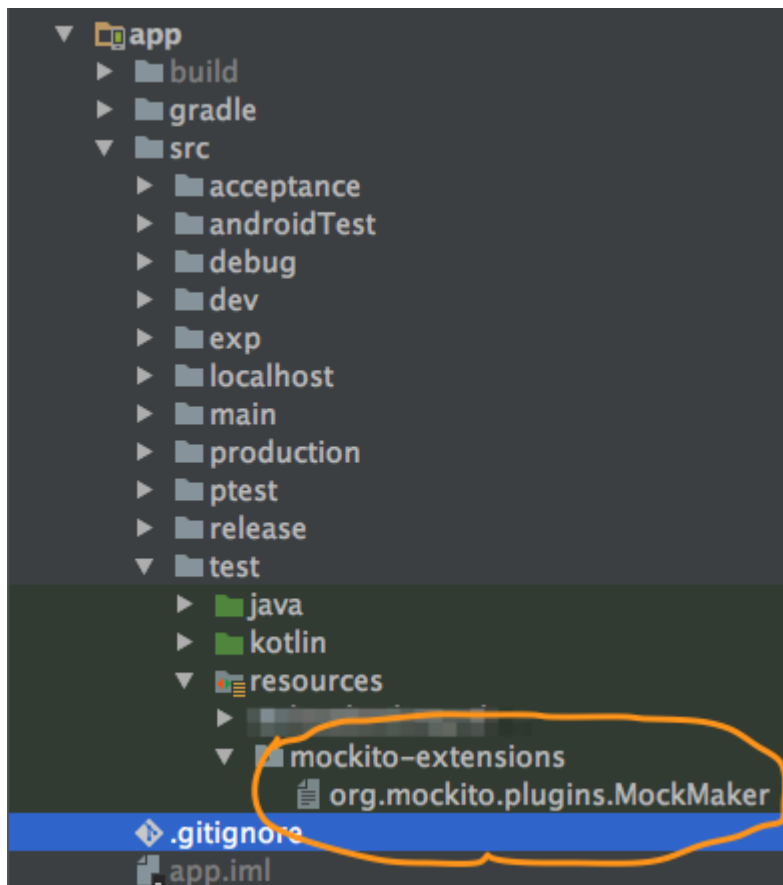 app
build
gradle
src
acceptance
androidTest
debug
dev
exp
localhost
main
production
ptest
release
test
java
kotlin
resources
mockito-extensions
org.mockito.plugins.MockMaker
.gitignore
app.iml